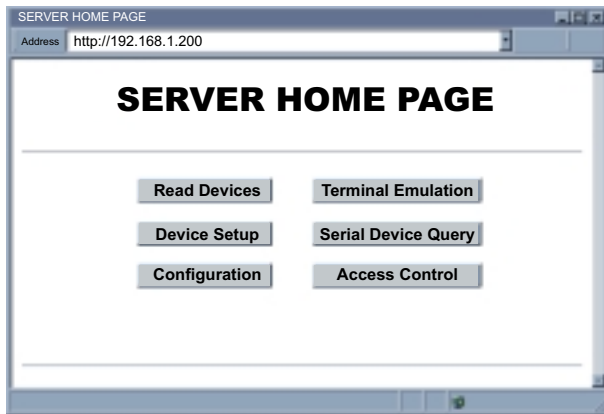 SERVER HOME PAGE
Address http://192.168.1.200
SERVER HOME PAGE
Read Devices Terminal Emulation
Device Setup Serial Device Query
Configuration Access Control